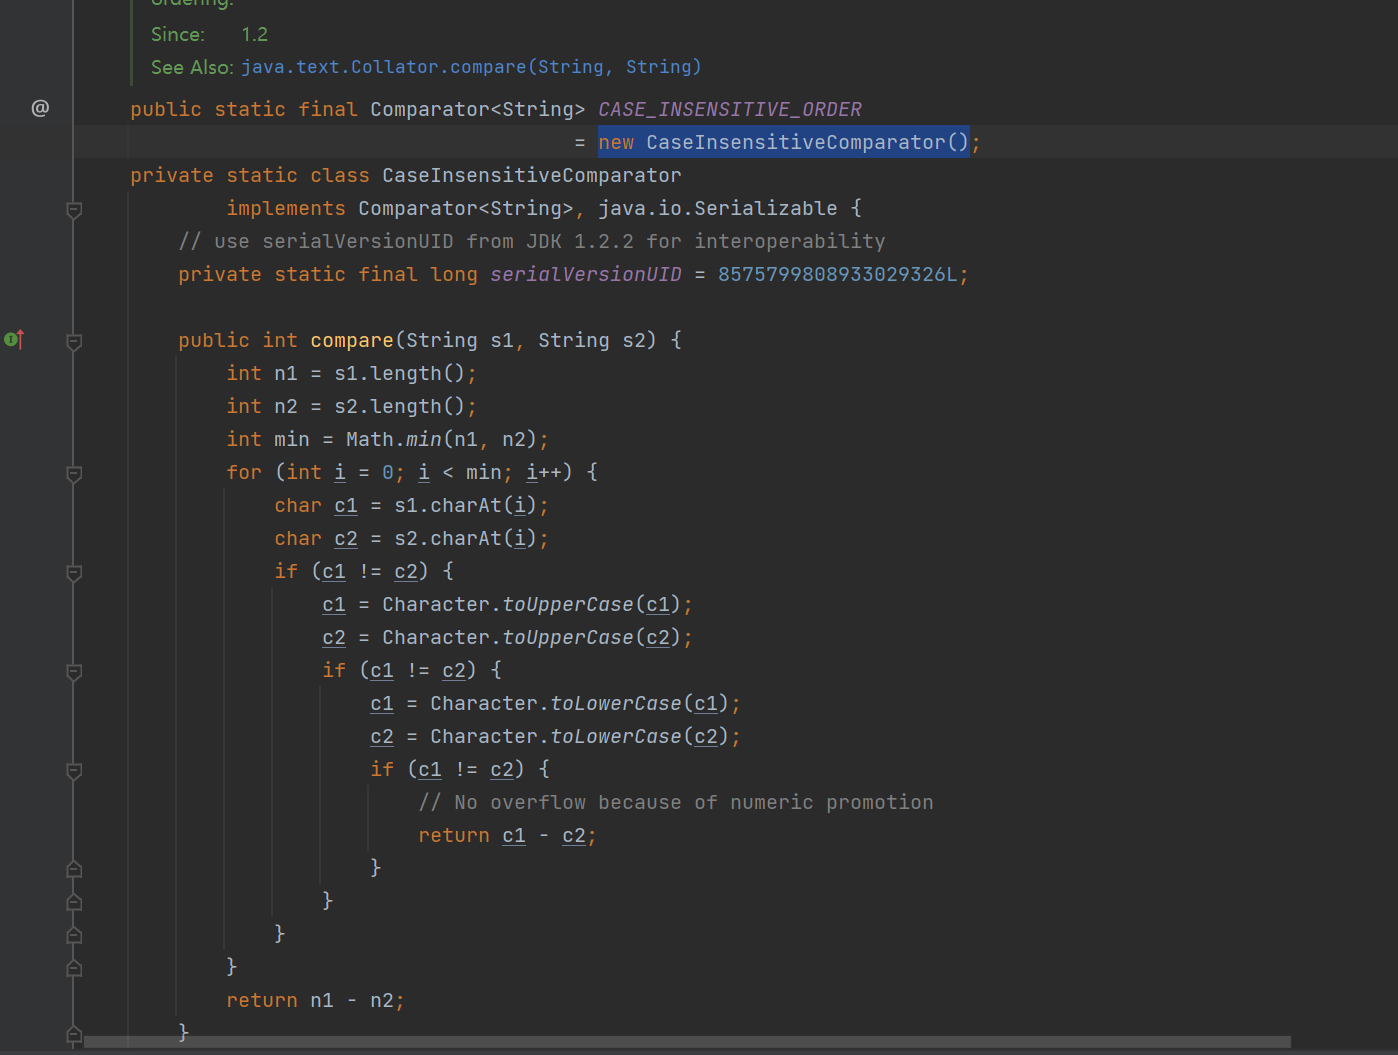 ordering.
Since: 1.2
See Also: java.text.Collator.compare(String, String)
@ public static final Comparator<String> CASE_INSENSITIVE_ORDER
= new CaseInsensitiveComparator();
private static class CaseInsensitiveComparator
implements Comparator<String>, java.io.Serializable {
// use serialVersionUID from JDK 1.2.2 for interoperability
private static final long serialVersionUID = 8575799808933029326L;
public int compare(String s1, String s2) {
int n1 = s1.length();
int n2 = s2.length();
int min = Math.min(n1, n2);
for (int i = 0; i < min; i++) {
char c1 = s1.charAt(i);
char c2 = s2.charAt(i);
if (c1 != c2) {
c1 = Character.toUpperCase(c1);
c2 = Character.toUpperCase(c2);
if (c1 != c2) {
c1 = Character.toLowerCase(c1);
c2 = Character.toLowerCase(c2);
if (c1 != c2) {
// No overflow because of numeric promotion
return c1 - c2;
}
}
}
}
return n1 - n2;
}